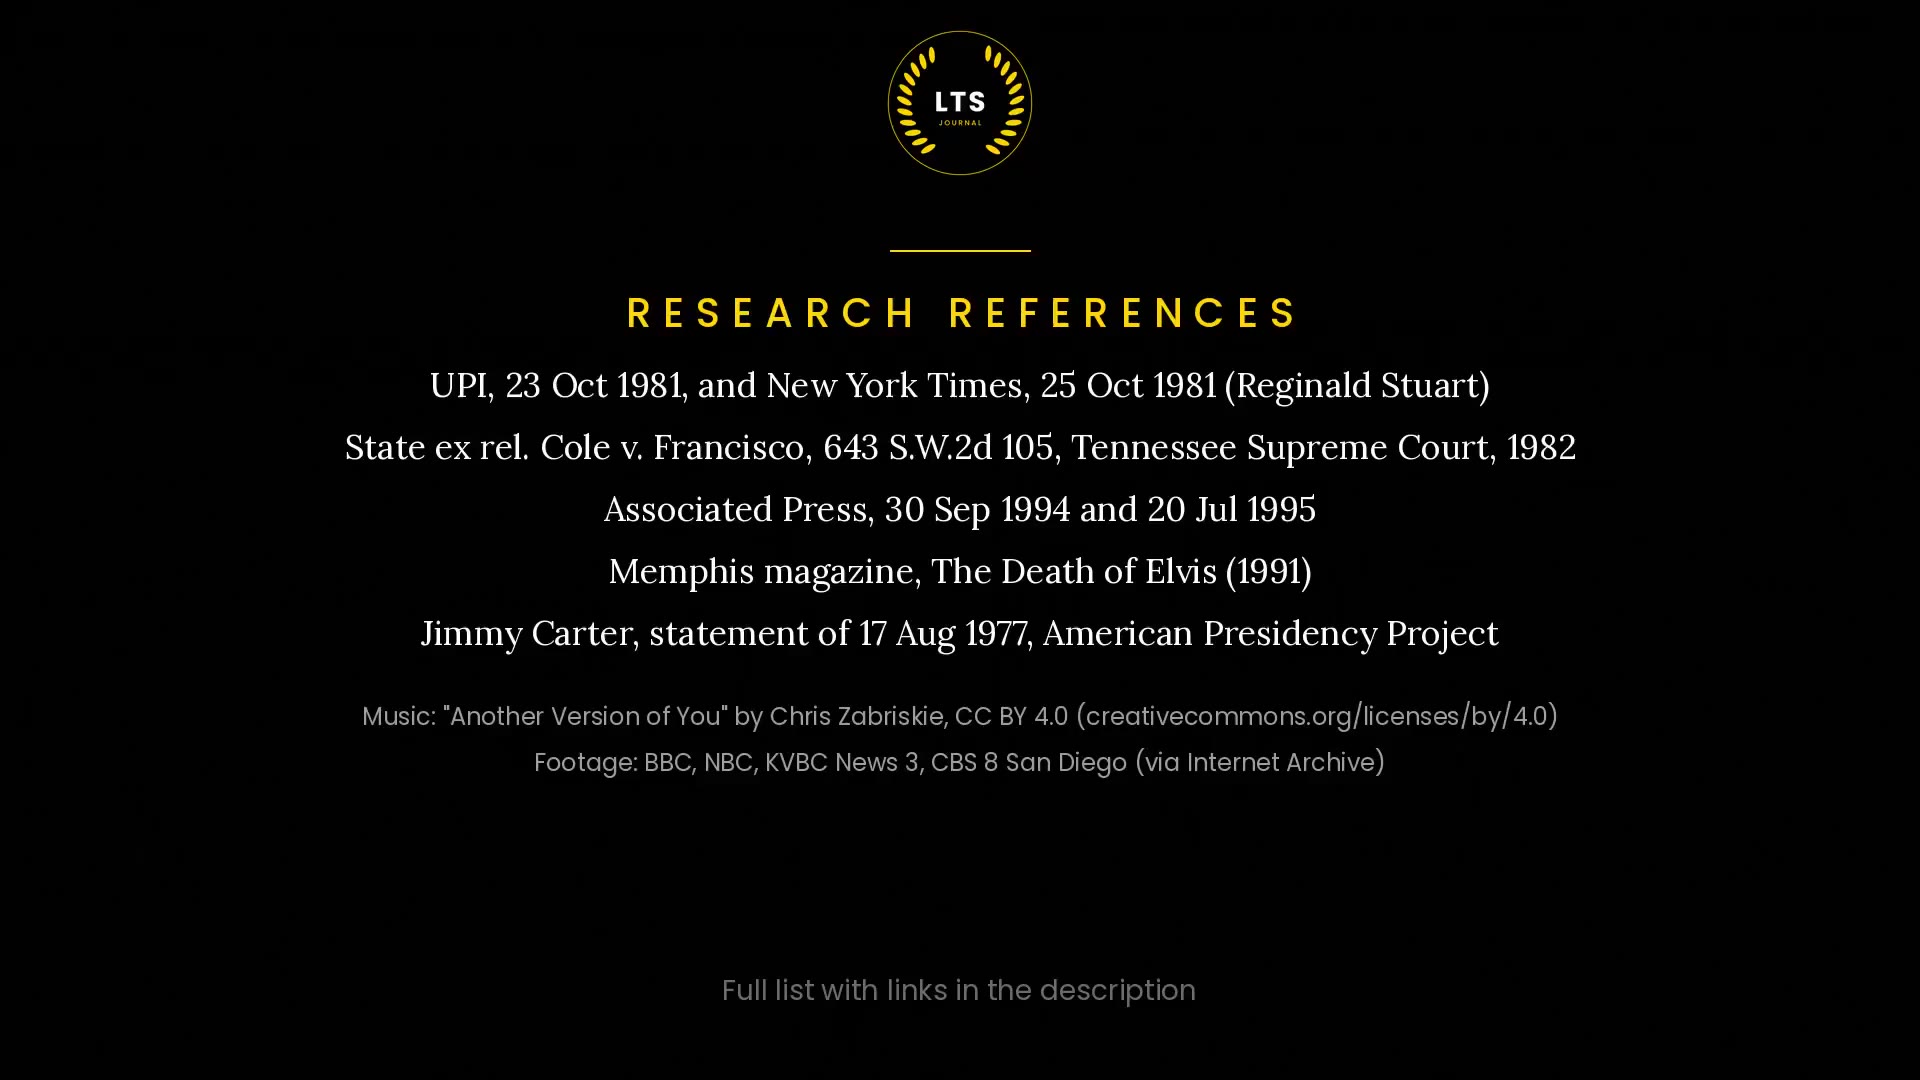 LTS
JOURNAL
RESEARCH REFERENCES
UPI, 23 Oct 1981, and New York Times, 25 Oct 1981 (Reginald Stuart)
State ex rel. Cole v. Francisco, 643 S.W.2d 105, Tennessee Supreme Court, 1982
Associated Press, 30 Sep 1994 and 20 Jul 1995
Memphis magazine, The Death of Elvis (1991)
Jimmy Carter, statement of 17 Aug 1977, American Presidency Project
Music: "Another Version of You" by Chris Zabriskie, CC BY 4.0 (creativecommons.org/licenses/by/4.0)
Footage: BBC, NBC, KVBC News 3, CBS 8 San Diego (via Internet Archive)
Full list with links in the description